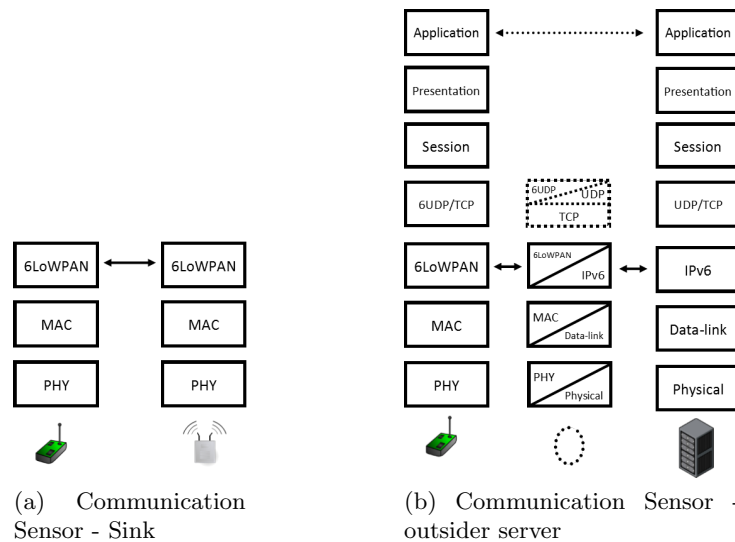 Application
Application
Presentation
Presentation
Session
Session
6UDP/TCP
6UDP
UDP
TCP
UDP/TCP
6LoWPAN
6LoWPAN
6LoWPAN
6LoWPAN
IPv6
IPv6
MAC
MAC
MAC
MAC
Data-link
Data-link
PHY
PHY
PHY
PHY
Physical
Physical
(a) Communication
Sensor - Sink
(b) Communication Sensor -
outsider server